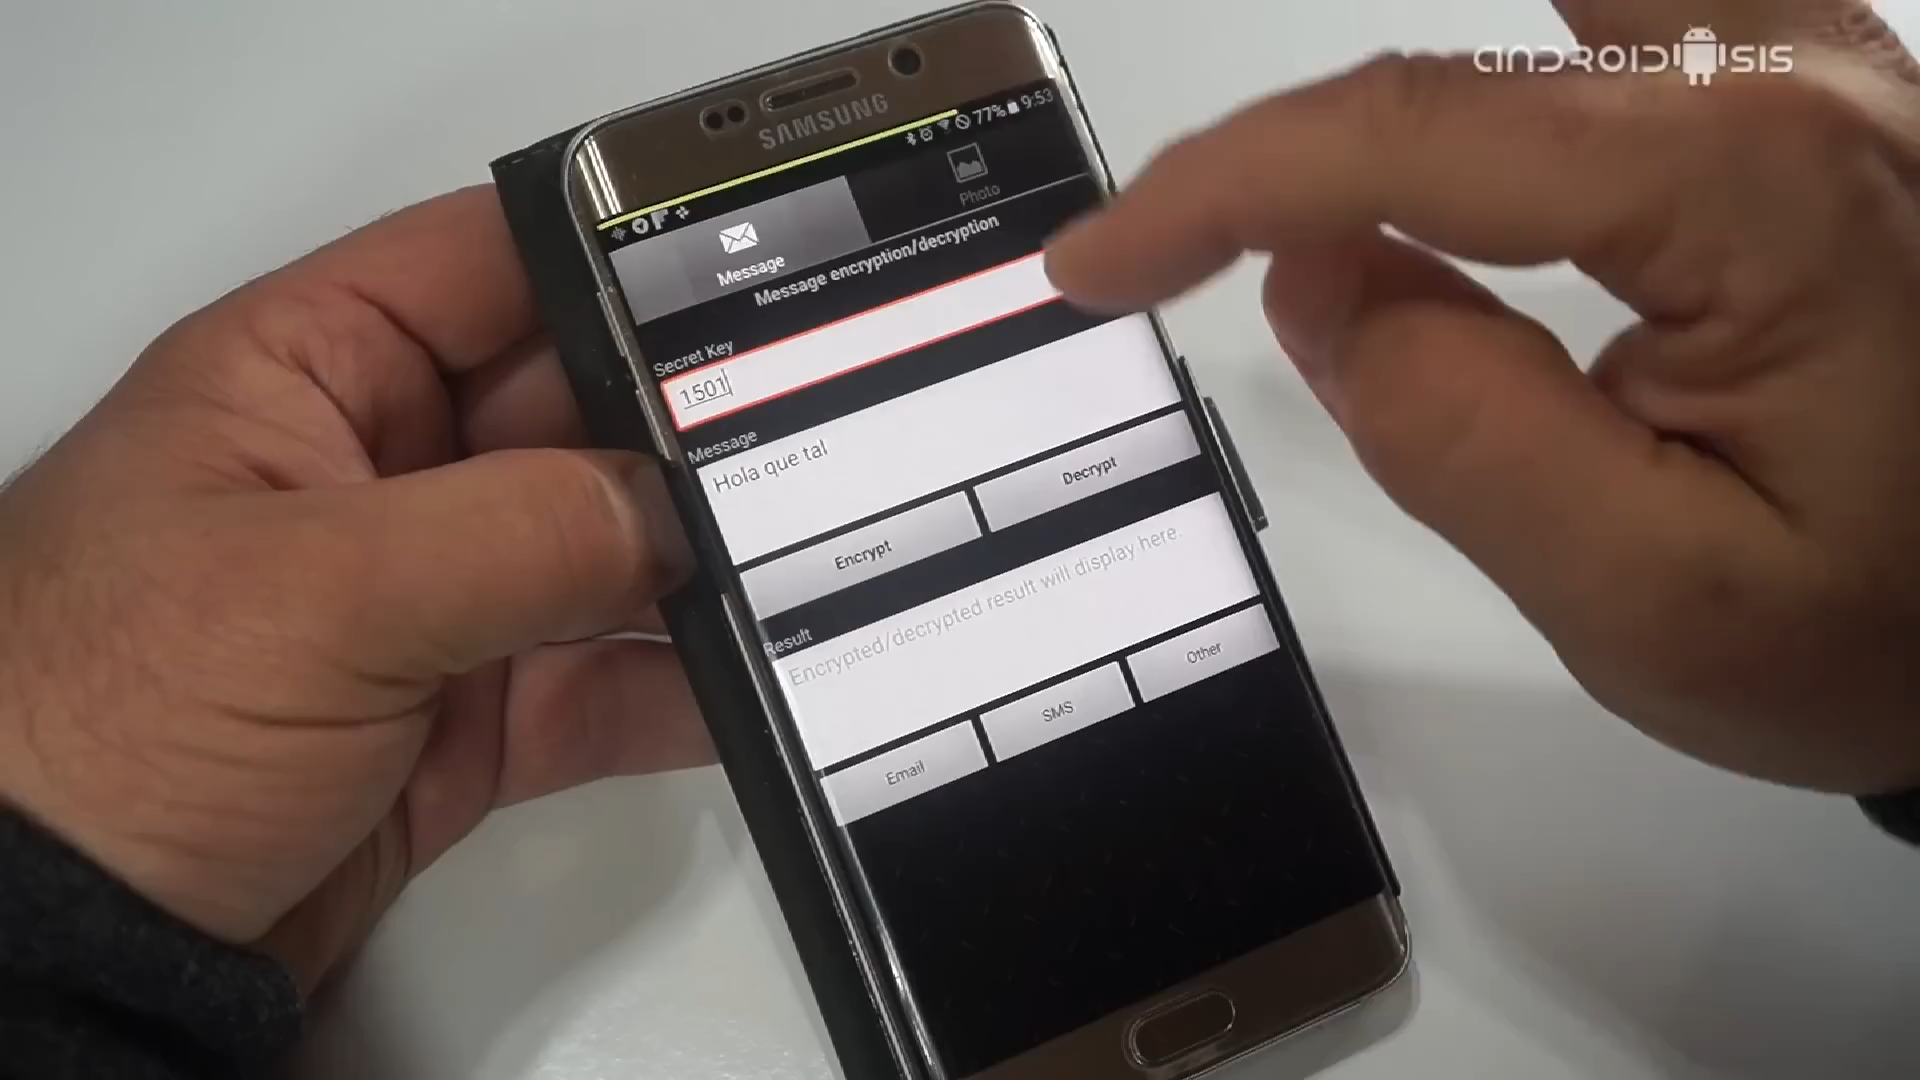 ANDROIDSIS
SAMSUNG
77% 9:53
Message
Photo
Message encryption/decryption
Secret Key
1501
Message
Hola que tal
Encrypt
Decrypt
Result
Encrypted/decrypted result will display here.
Email
SMS
Other